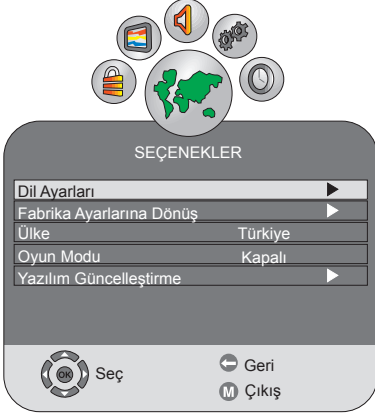 SEÇENEKLER
Dil Ayarları
Fabrika Ayarlarına Dönüş
Ülke Türkiye
Oyun Modu Kapalı
Yazılım Güncelleştirme
OK Seç
Geri
M Çıkış